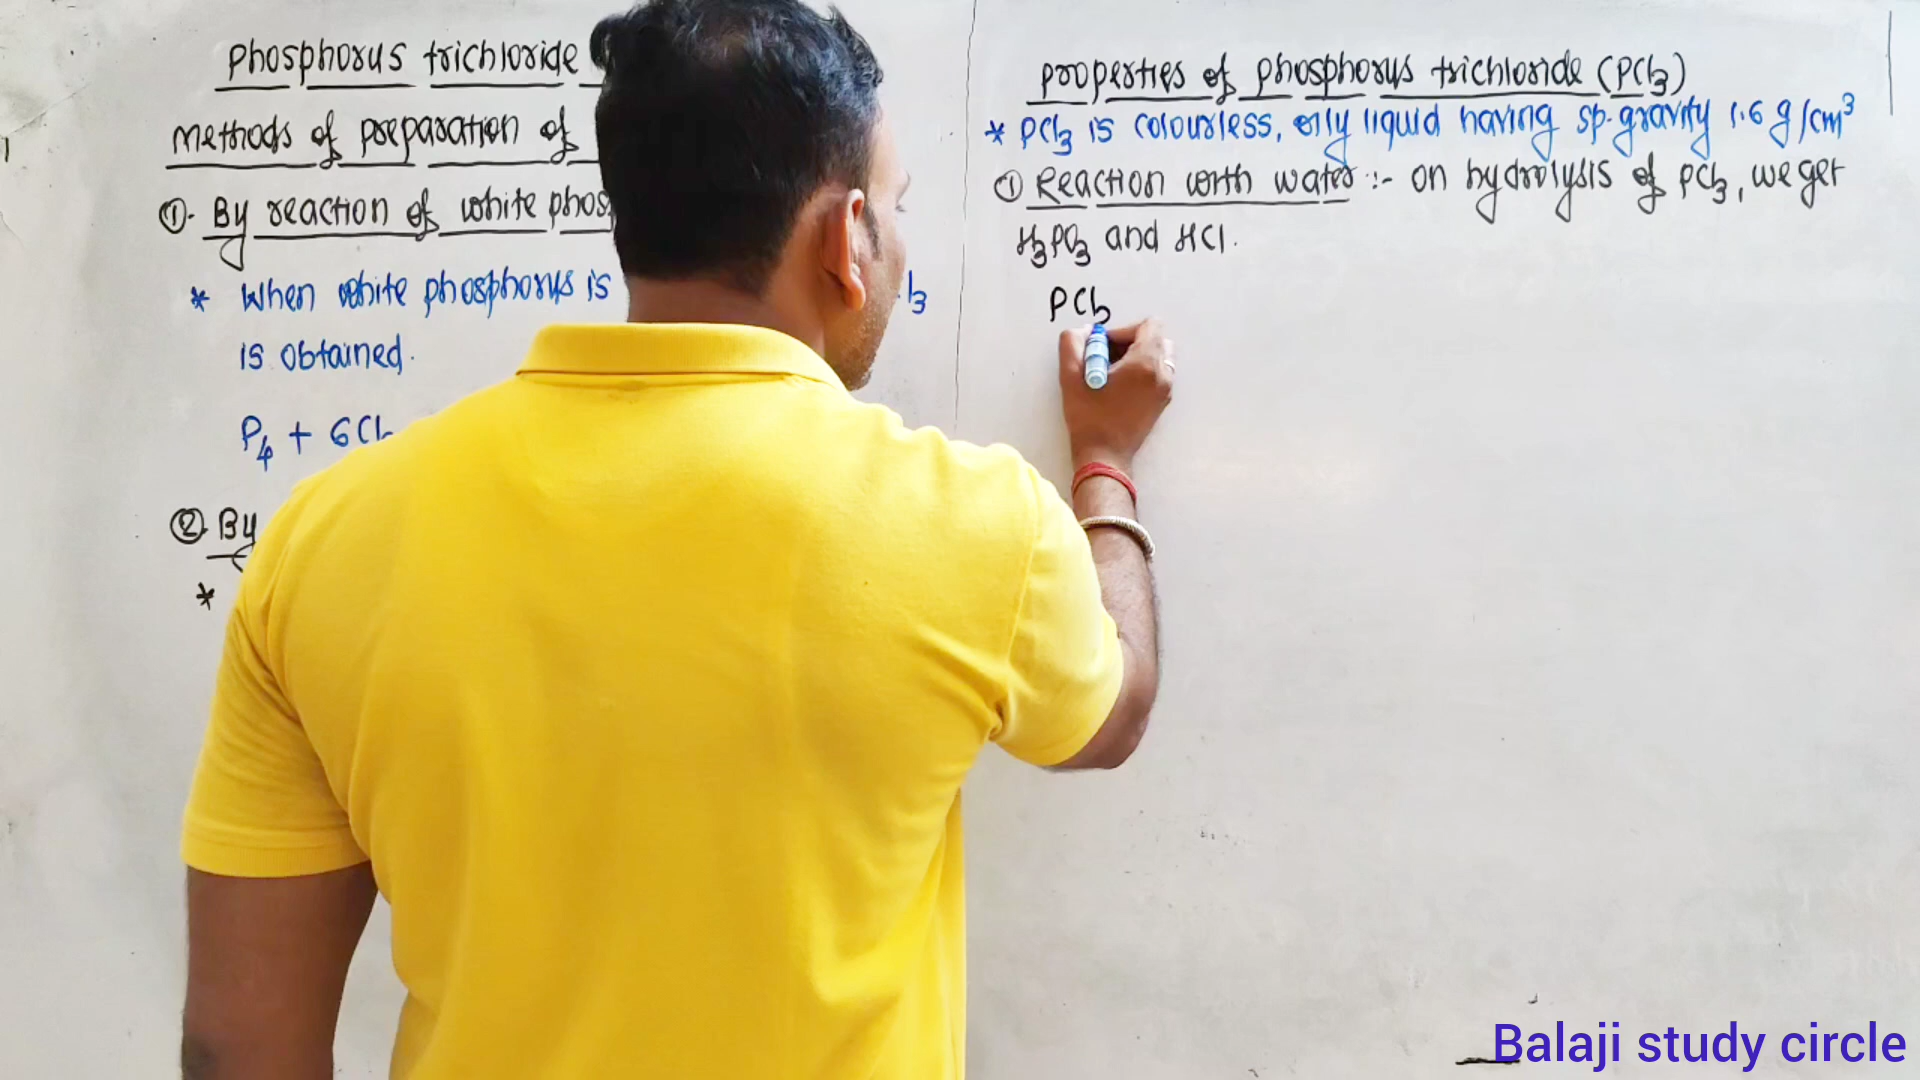 Phosphorus trichloride
Methods of preparation of
①. By reaction of white phos
* When white phosphorus is
is obtained.
P₄ + 6Cl
②. By
*
Properties of phosphorus trichloride (PCl₃)
* PCl₃ is colourless, oily liquid having sp. gravity 1.6 g/cm³
① Reaction with water :- on hydrolysis of PCl₃, we get
H₃PO₃ and HCl.
PCl₃
Balaji study circle